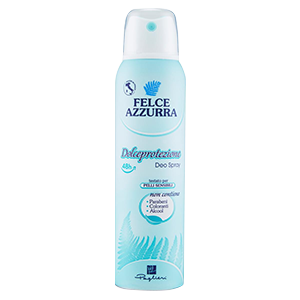 FELCE
AZZURRA
Dolceprotezione
48h
Deo Spray
testato per
PELLI SENSIBILI
non contiene
• Parabeni
• Coloranti
• Alcool
Paglieri